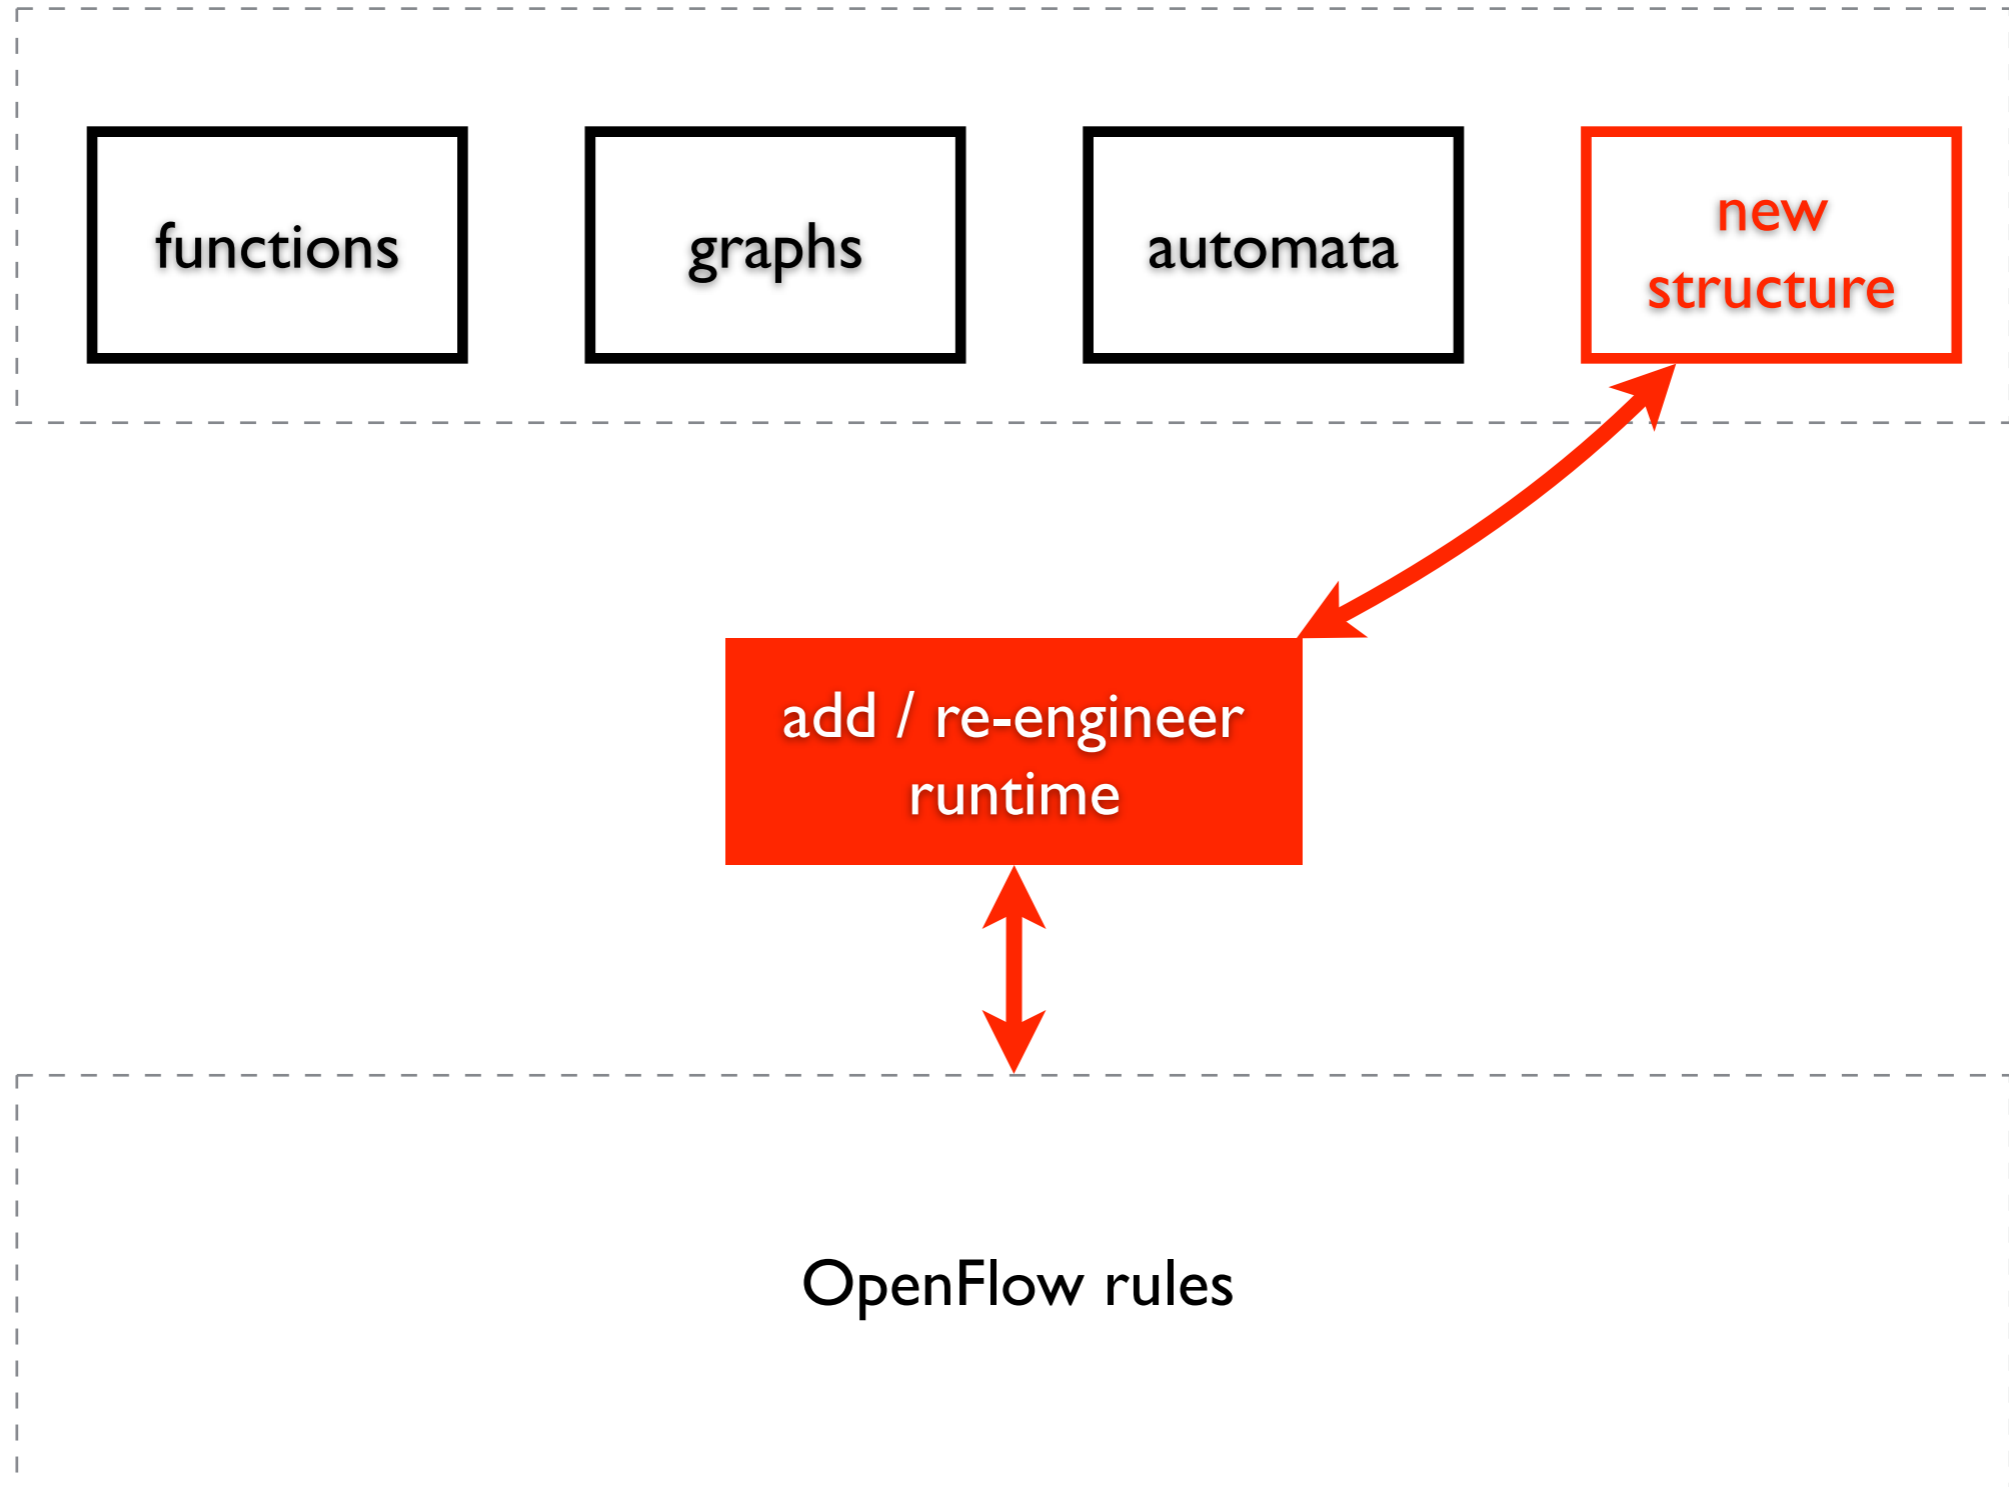 functions
graphs
automata
new
structure
add / re-engineer
runtime
OpenFlow rules